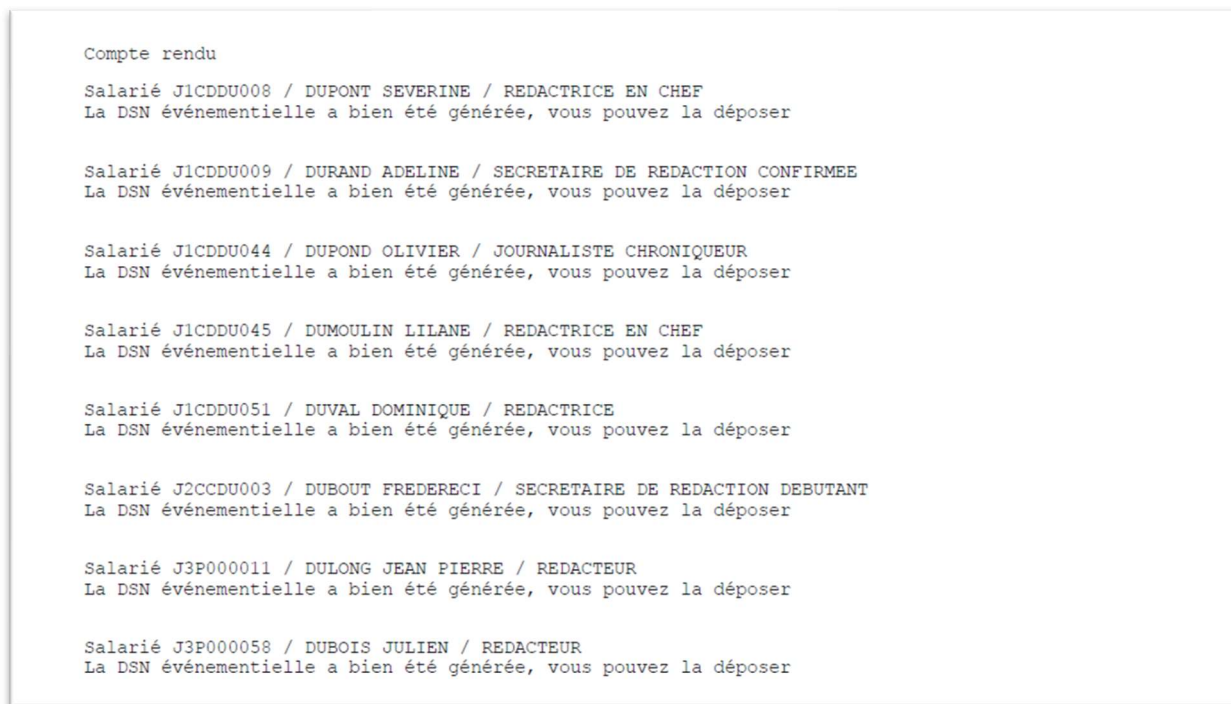 Compte rendu
Salarié J1CDDU008 / DUPONT SEVERINE / REDACTRICE EN CHEF
La DSN événementielle a bien été générée, vous pouvez la déposer
Salarié J1CDDU009 / DURAND ADELINE / SECRETAIRE DE REDACTION CONFIRMEE
La DSN événementielle a bien été générée, vous pouvez la déposer
Salarié J1CDDU044 / DUPOND OLIVIER / JOURNALISTE CHRONIQUEUR
La DSN événementielle a bien été générée, vous pouvez la déposer
Salarié J1CDDU045 / DUMOULIN LILANE / REDACTRICE EN CHEF
La DSN événementielle a bien été générée, vous pouvez la déposer
Salarié J1CDDU051 / DUVAL DOMINIQUE / REDACTRICE
La DSN événementielle a bien été générée, vous pouvez la déposer
Salarié J2CCDU003 / DUBOUT FREDERECI / SECRETAIRE DE REDACTION DEBUTANT
La DSN événementielle a bien été générée, vous pouvez la déposer
Salarié J3P000011 / DULONG JEAN PIERRE / REDACTEUR
La DSN événementielle a bien été générée, vous pouvez la déposer
Salarié J3P000058 / DUBOIS JULIEN / REDACTEUR
La DSN événementielle a bien été générée, vous pouvez la déposer